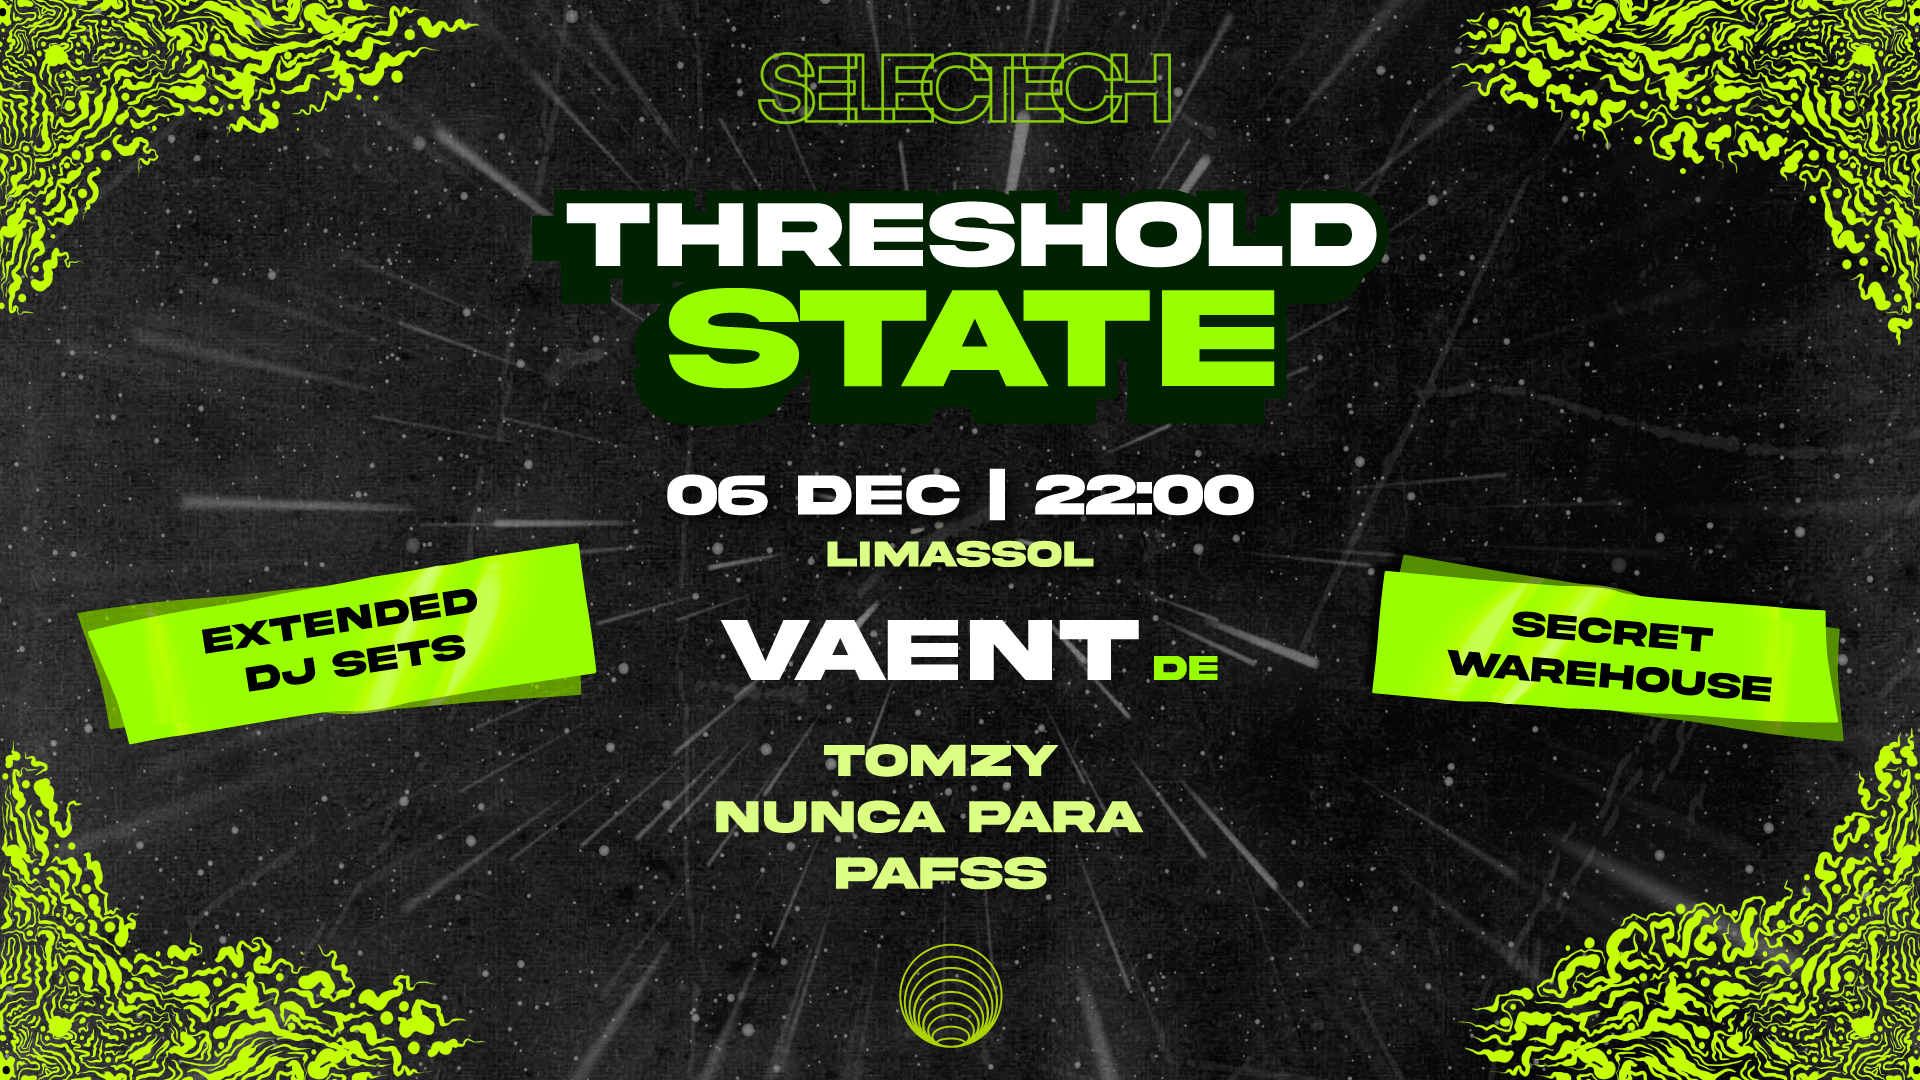 SELECTECH
THRESHOLD
STATE
06 DEC | 22:00
LIMASSOL
EXTENDED
DJ SETS
SECRET
WAREHOUSE
VAENT DE
TOMZY
NUNCA PARA
PAFSS